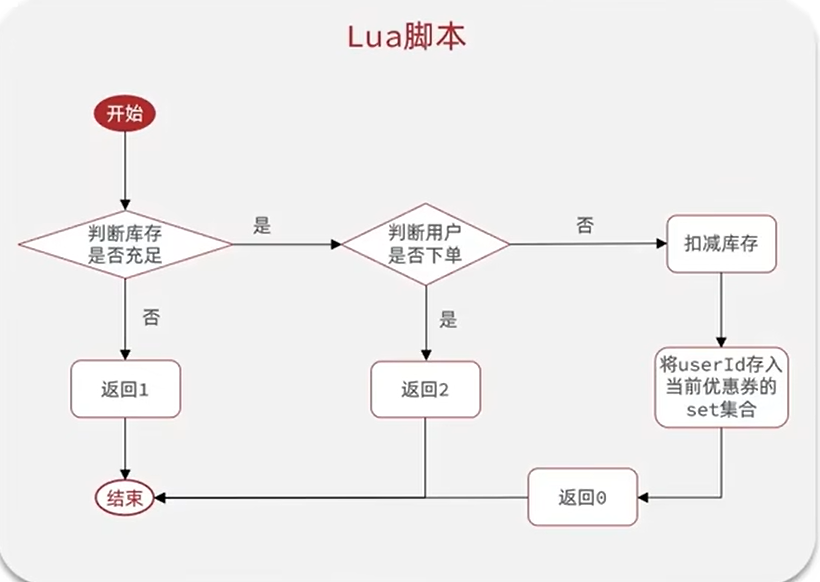 Lua脚本
开始
判断库存
是否充足
是
判断用户
是否下单
否
扣减库存
否
是
返回1
返回2
将userId存入
当前优惠券的
set集合
结束
返回0